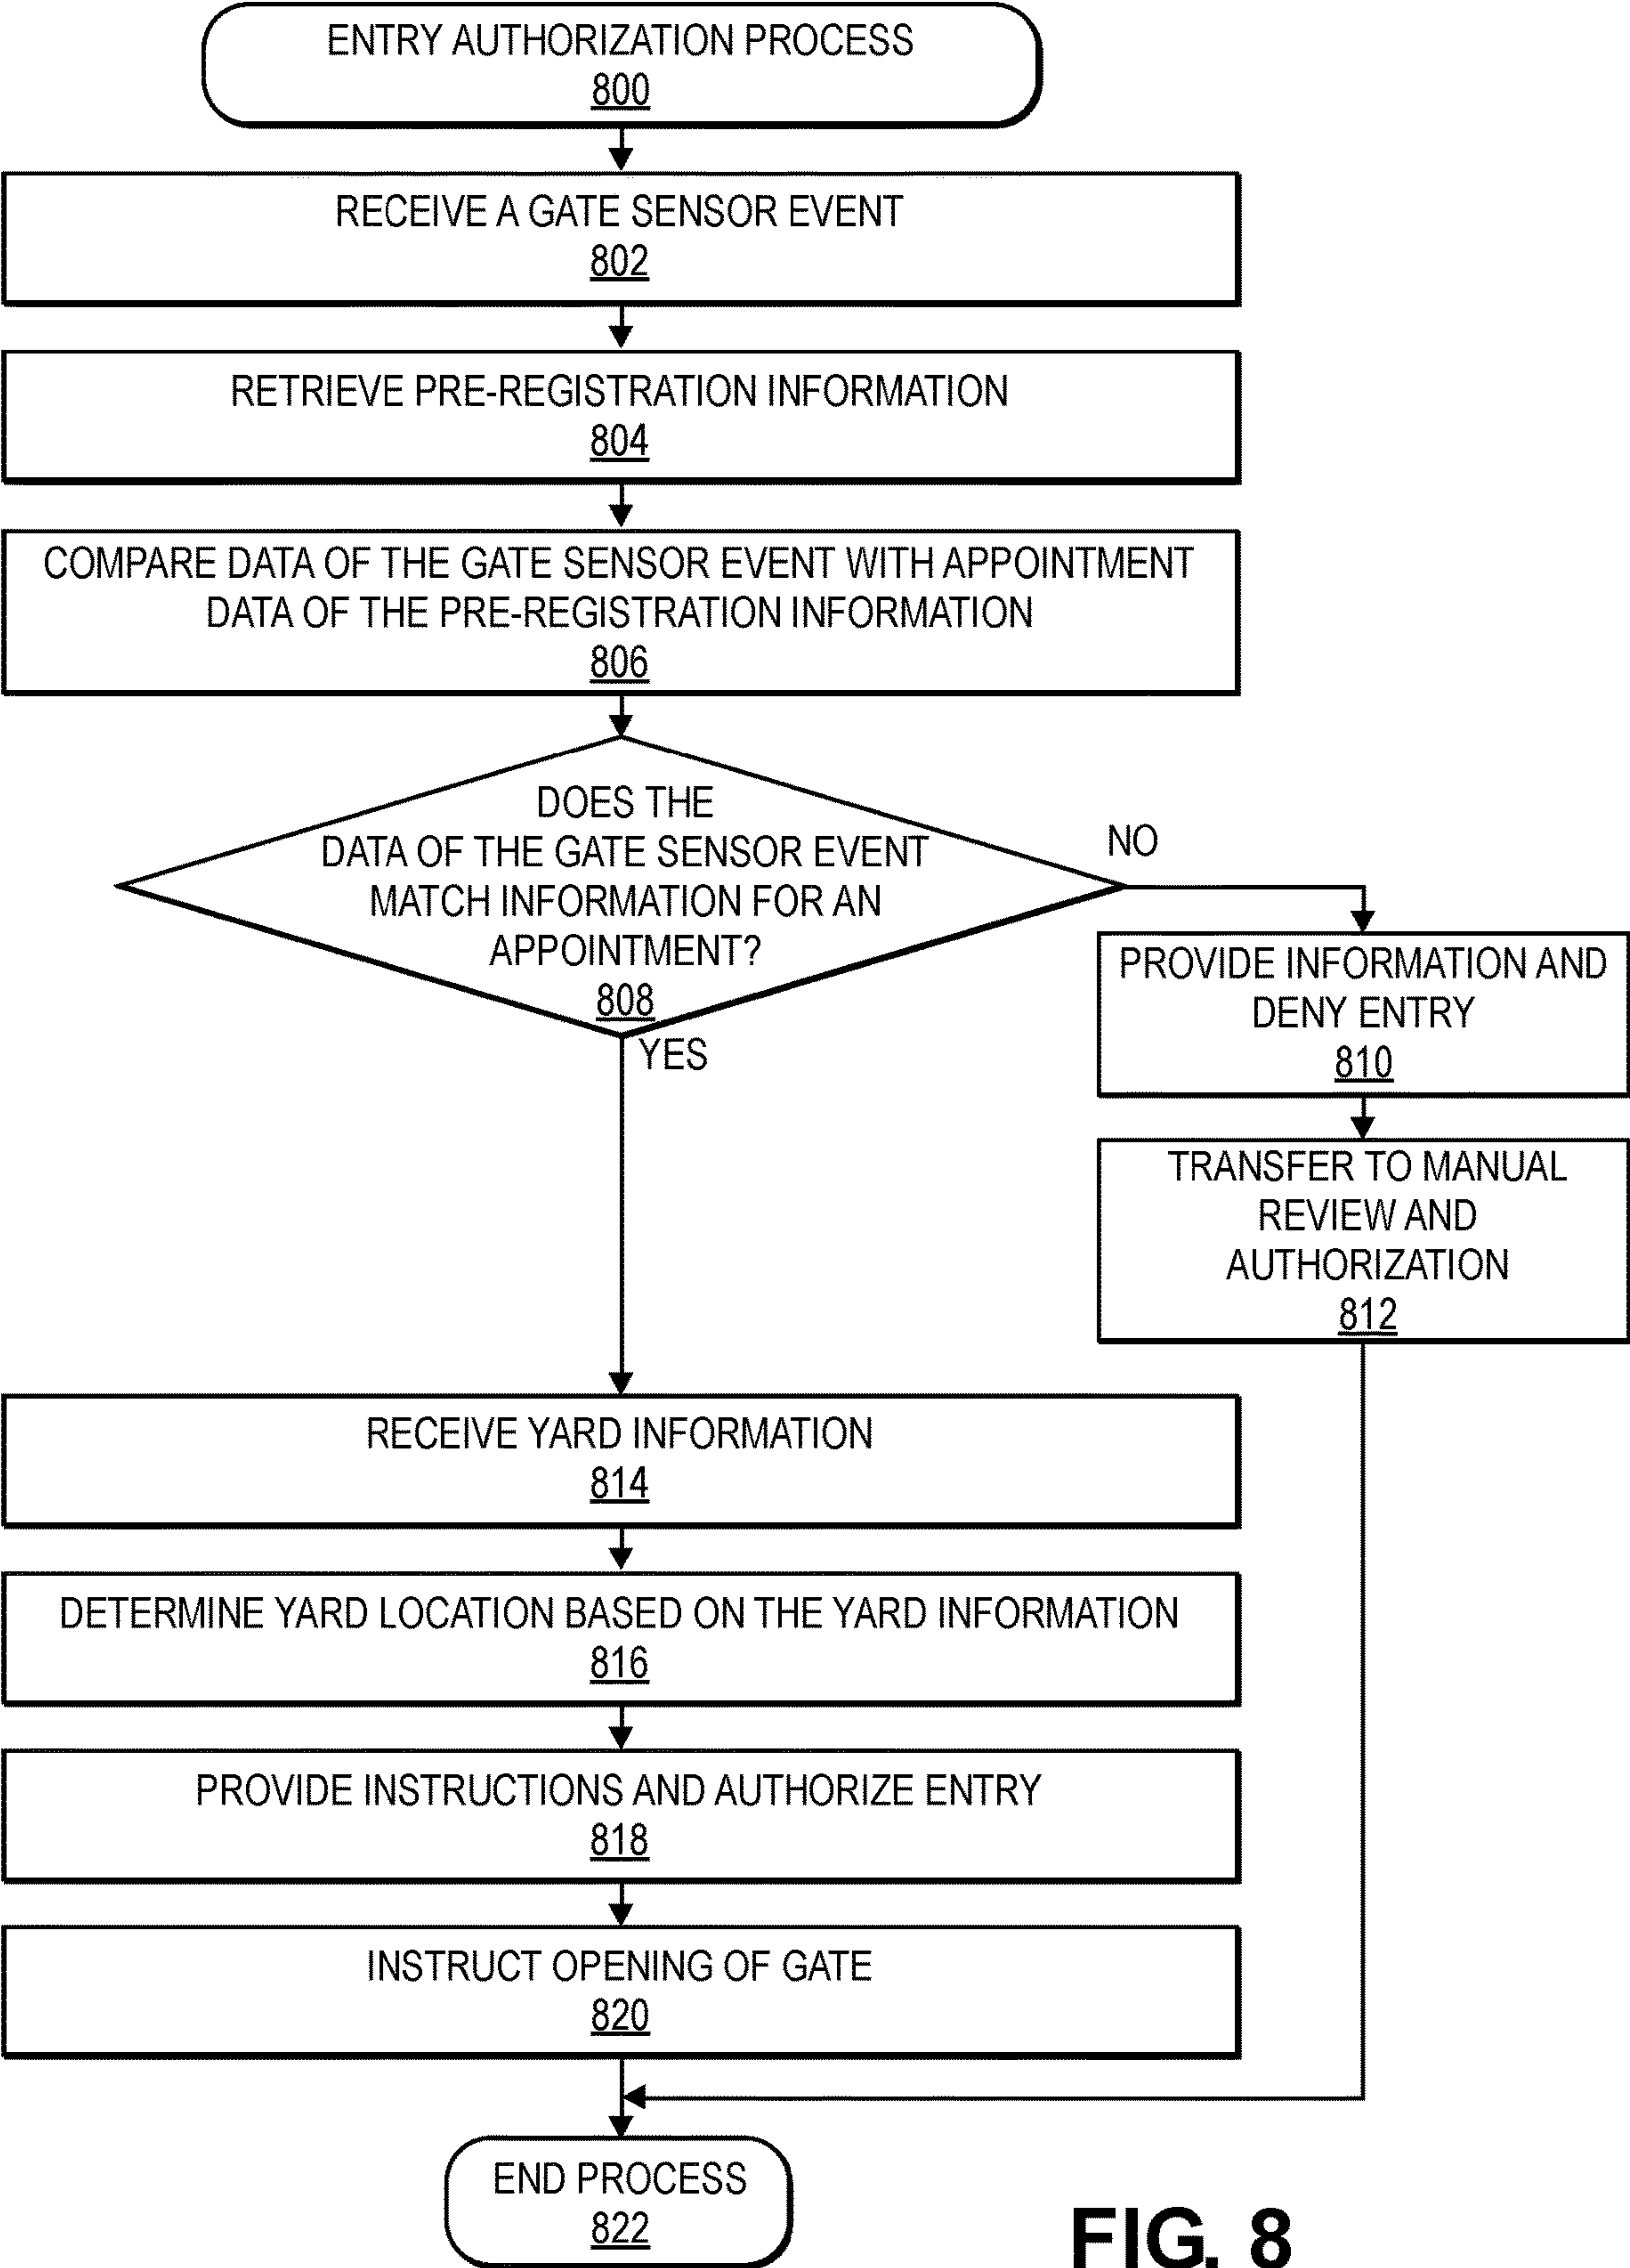 ENTRY AUTHORIZATION PROCESS
800
RECEIVE A GATE SENSOR EVENT
802
RETRIEVE PRE-REGISTRATION INFORMATION
804
COMPARE DATA OF THE GATE SENSOR EVENT WITH APPOINTMENT
DATA OF THE PRE-REGISTRATION INFORMATION
806
DOES THE
DATA OF THE GATE SENSOR EVENT
MATCH INFORMATION FOR AN
APPOINTMENT?
808
NO
YES
PROVIDE INFORMATION AND
DENY ENTRY
810
TRANSFER TO MANUAL
REVIEW AND
AUTHORIZATION
812
RECEIVE YARD INFORMATION
814
DETERMINE YARD LOCATION BASED ON THE YARD INFORMATION
816
PROVIDE INSTRUCTIONS AND AUTHORIZE ENTRY
818
INSTRUCT OPENING OF GATE
820
END PROCESS
822
FIG. 8